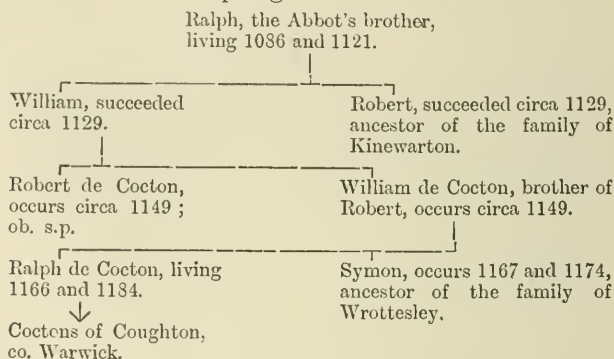 Ralph, the Abbot's brother,
living 1086 and 1121.
William, succeeded
circa 1129.
Robert, succeeded circa 1129,
ancestor of the family of
Kinewarton.
Robert de Cocton,
occurs circa 1149;
ob. s.p.
William de Cocton, brother of
Robert, occurs circa 1149.
Ralph de Cocton, living
1166 and 1184.
Symon, occurs 1167 and 1174,
ancestor of the family of
Wrottesley.
Coctons of Coughton,
co. Warwick.